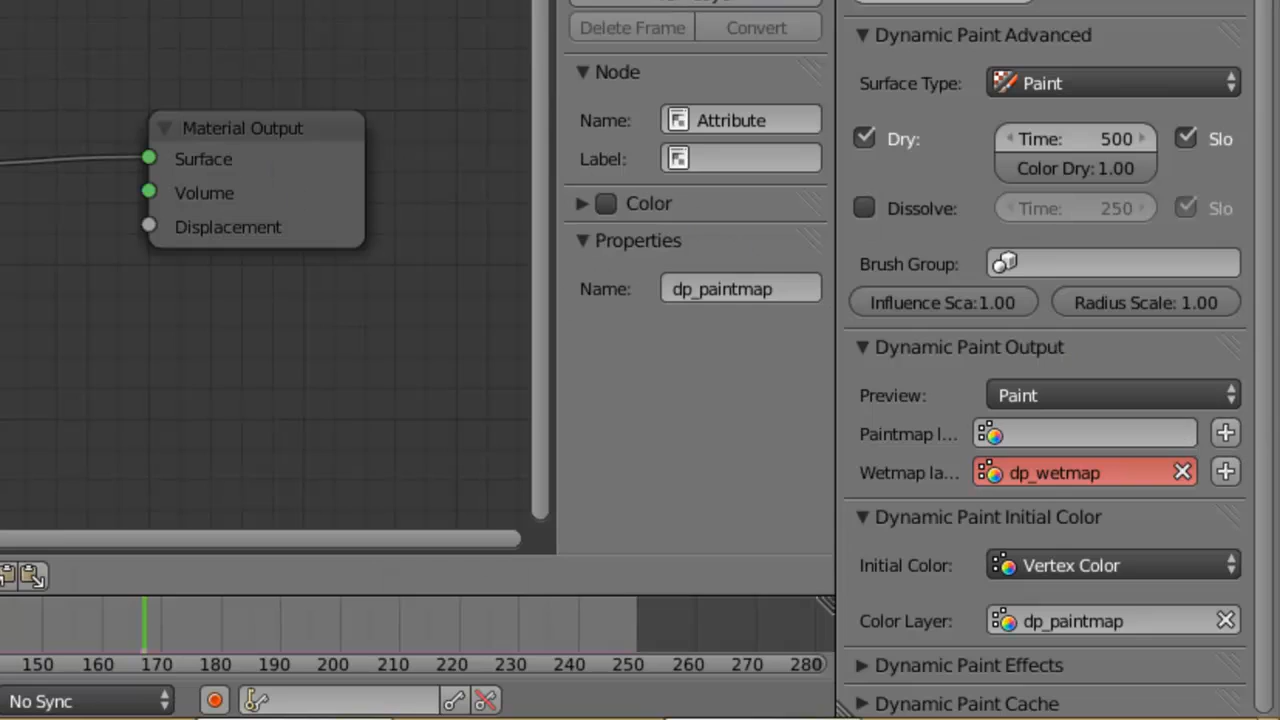 Delete Frame
Convert
Node
Name:
Attribute
Label:
Color
Properties
Name:
dp_paintmap
Material Output
Surface
Volume
Displacement
Dynamic Paint Advanced
Surface Type:
Paint
Dry:
Time: 500
Slo
Color Dry: 1.00
Dissolve:
Time: 250
Slo
Brush Group:
Influence Sca:1.00
Radius Scale: 1.00
Dynamic Paint Output
Preview:
Paint
Paintmap l...
Wetmap la...
dp_wetmap
Dynamic Paint Initial Color
Initial Color:
Vertex Color
Color Layer:
dp_paintmap
Dynamic Paint Effects
Dynamic Paint Cache
150 160 170 180 190 200 210 220 230 240 250 260 270 280
No Sync